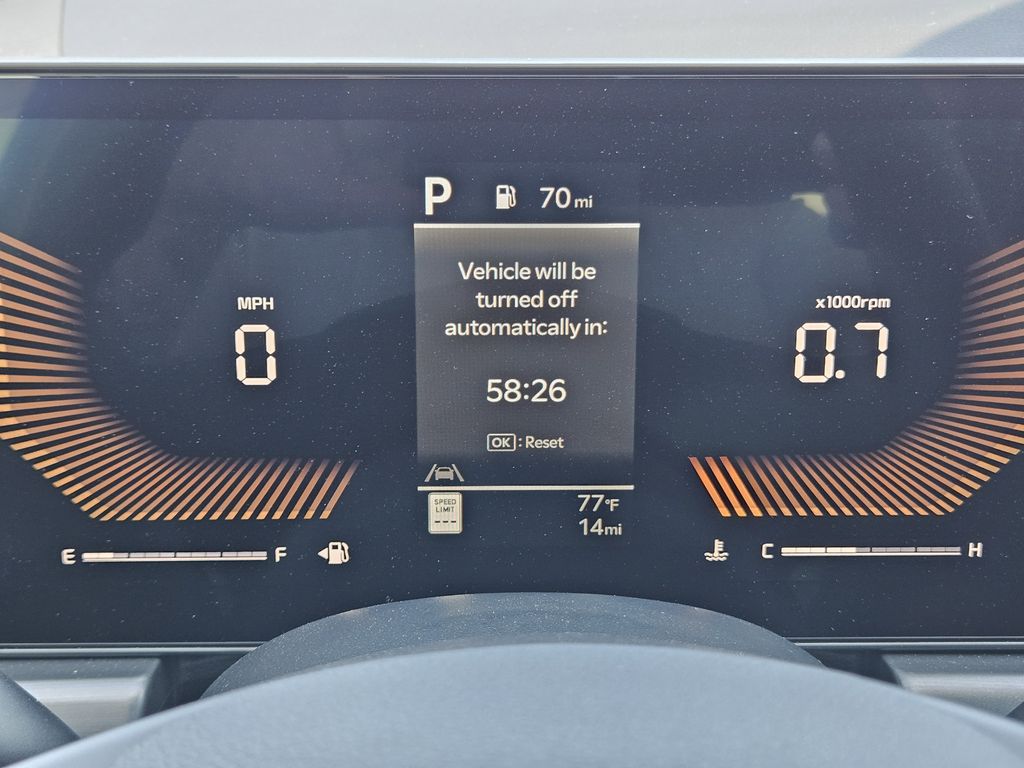 P 70 mi
Vehicle will be
turned off
automatically in:
MPH
0
x1000rpm
0.7
58:26
OK : Reset
SPEED
LIMIT
---
77°F
14mi
E F
C H